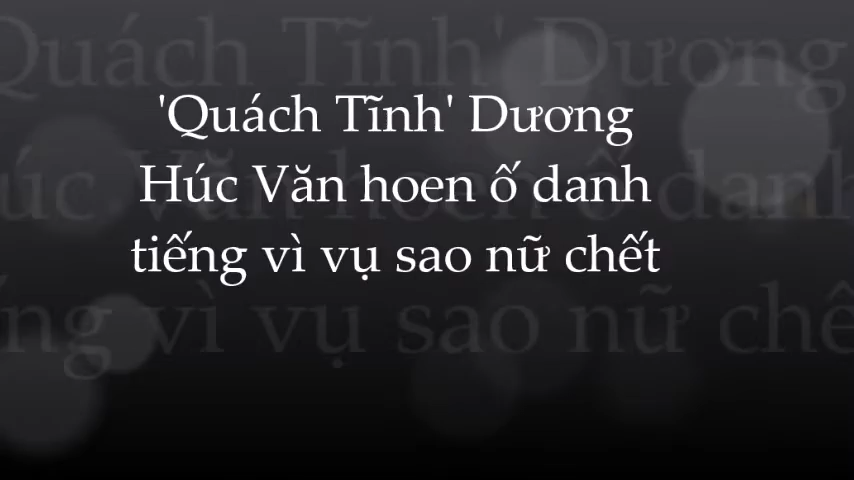 'Quách Tĩnh' Dương
Húc Văn hoen ố danh
tiếng vì vụ sao nữ chết